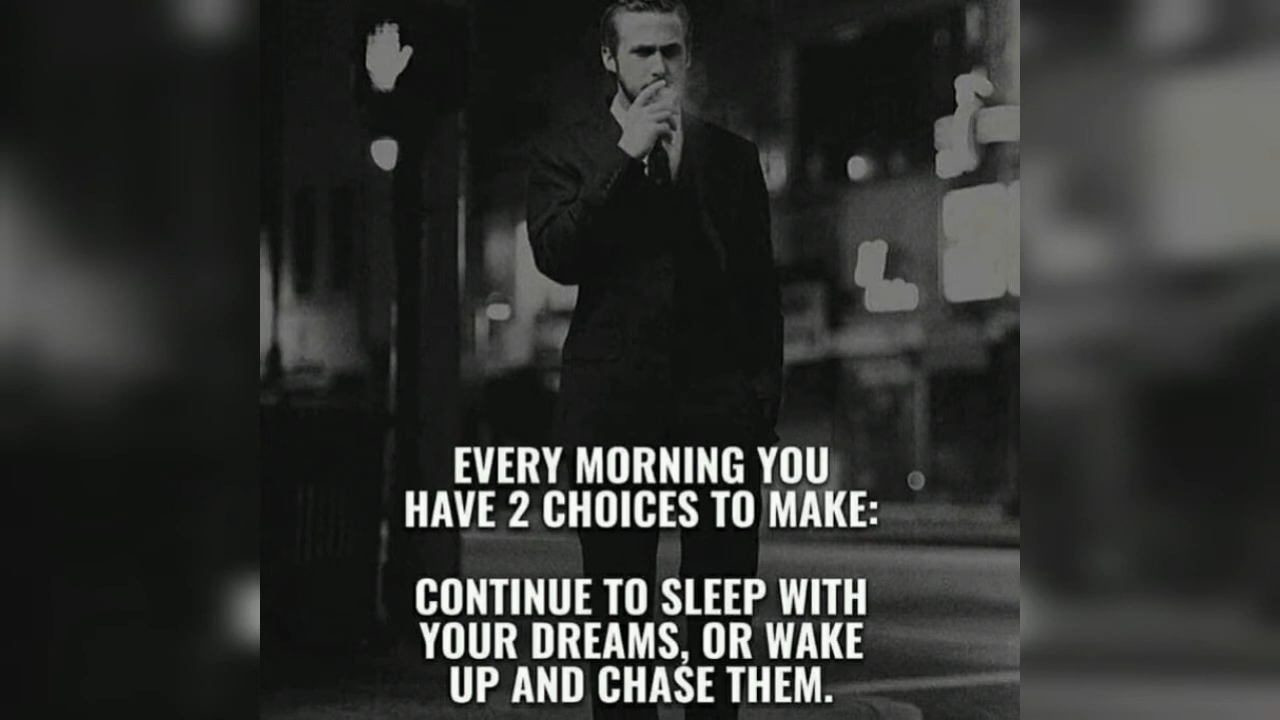 EVERY MORNING YOU
HAVE 2 CHOICES TO MAKE:
CONTINUE TO SLEEP WITH
YOUR DREAMS, OR WAKE
UP AND CHASE THEM.